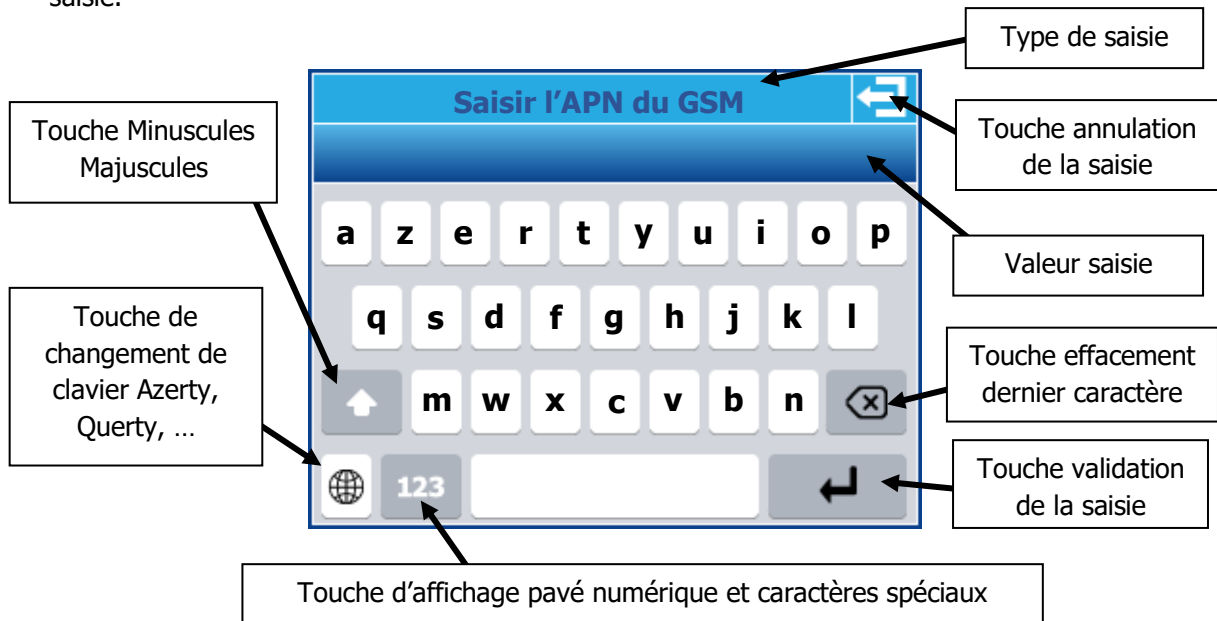 saisie.
Type de saisie
Saisir l'APN du GSM
Touche Minuscules
Majuscules
Touche annulation
de la saisie
a z e r t y u i o p
Valeur saisie
q s d f g h j k l
Touche de
changement de
clavier Azerty,
Querty, ...
Touche effacement
dernier caractère
m w x c v b n
123
Touche validation
de la saisie
Touche d'affichage pavé numérique et caractères spéciaux